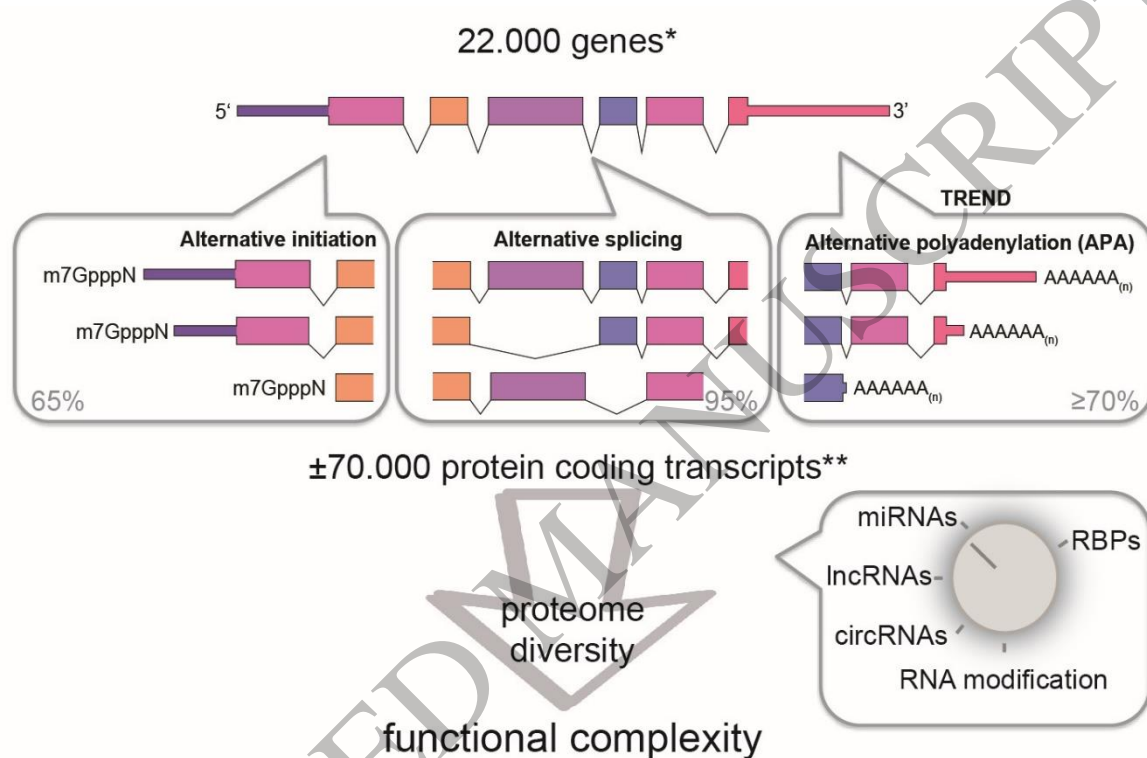 22.000 genes*
5‘
3’
TREND
Alternative initiation
m7GpppN
m7GpppN
m7GpppN
65%
Alternative splicing
95%
Alternative polyadenylation (APA)
AAAAAA(n)
AAAAAA(n)
AAAAAA(n)
≥70%
±70.000 protein coding transcripts**
miRNAs
RBPs
lncRNAs
circRNAs
RNA modification
proteome
diversity
functional complexity
ED MANUSCRIPT